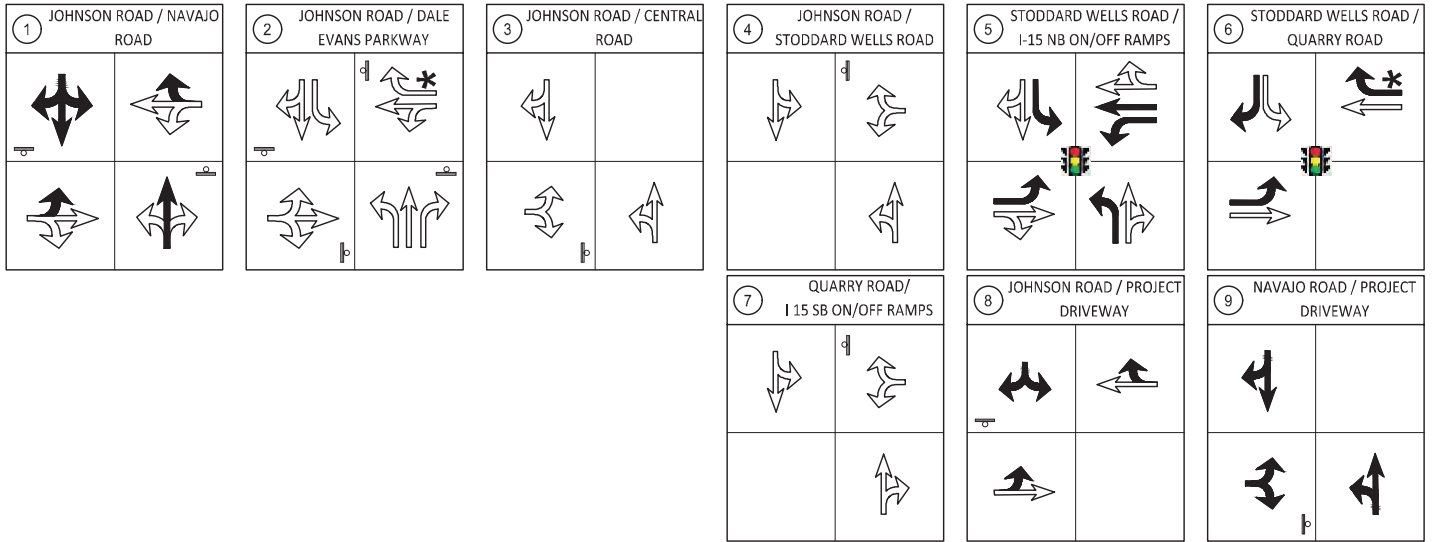 1
JOHNSON ROAD / NAVAJO
ROAD
2
JOHNSON ROAD / DALE
EVANS PARKWAY
3
JOHNSON ROAD / CENTRAL
ROAD
4
JOHNSON ROAD /
STODDARD WELLS ROAD
5
STODDARD WELLS ROAD /
I-15 NB ON/OFF RAMPS
6
STODDARD WELLS ROAD /
QUARRY ROAD
*
*
7
QUARRY ROAD/
I 15 SB ON/OFF RAMPS
8
JOHNSON ROAD / PROJECT
DRIVEWAY
9
NAVAJO ROAD / PROJECT
DRIVEWAY